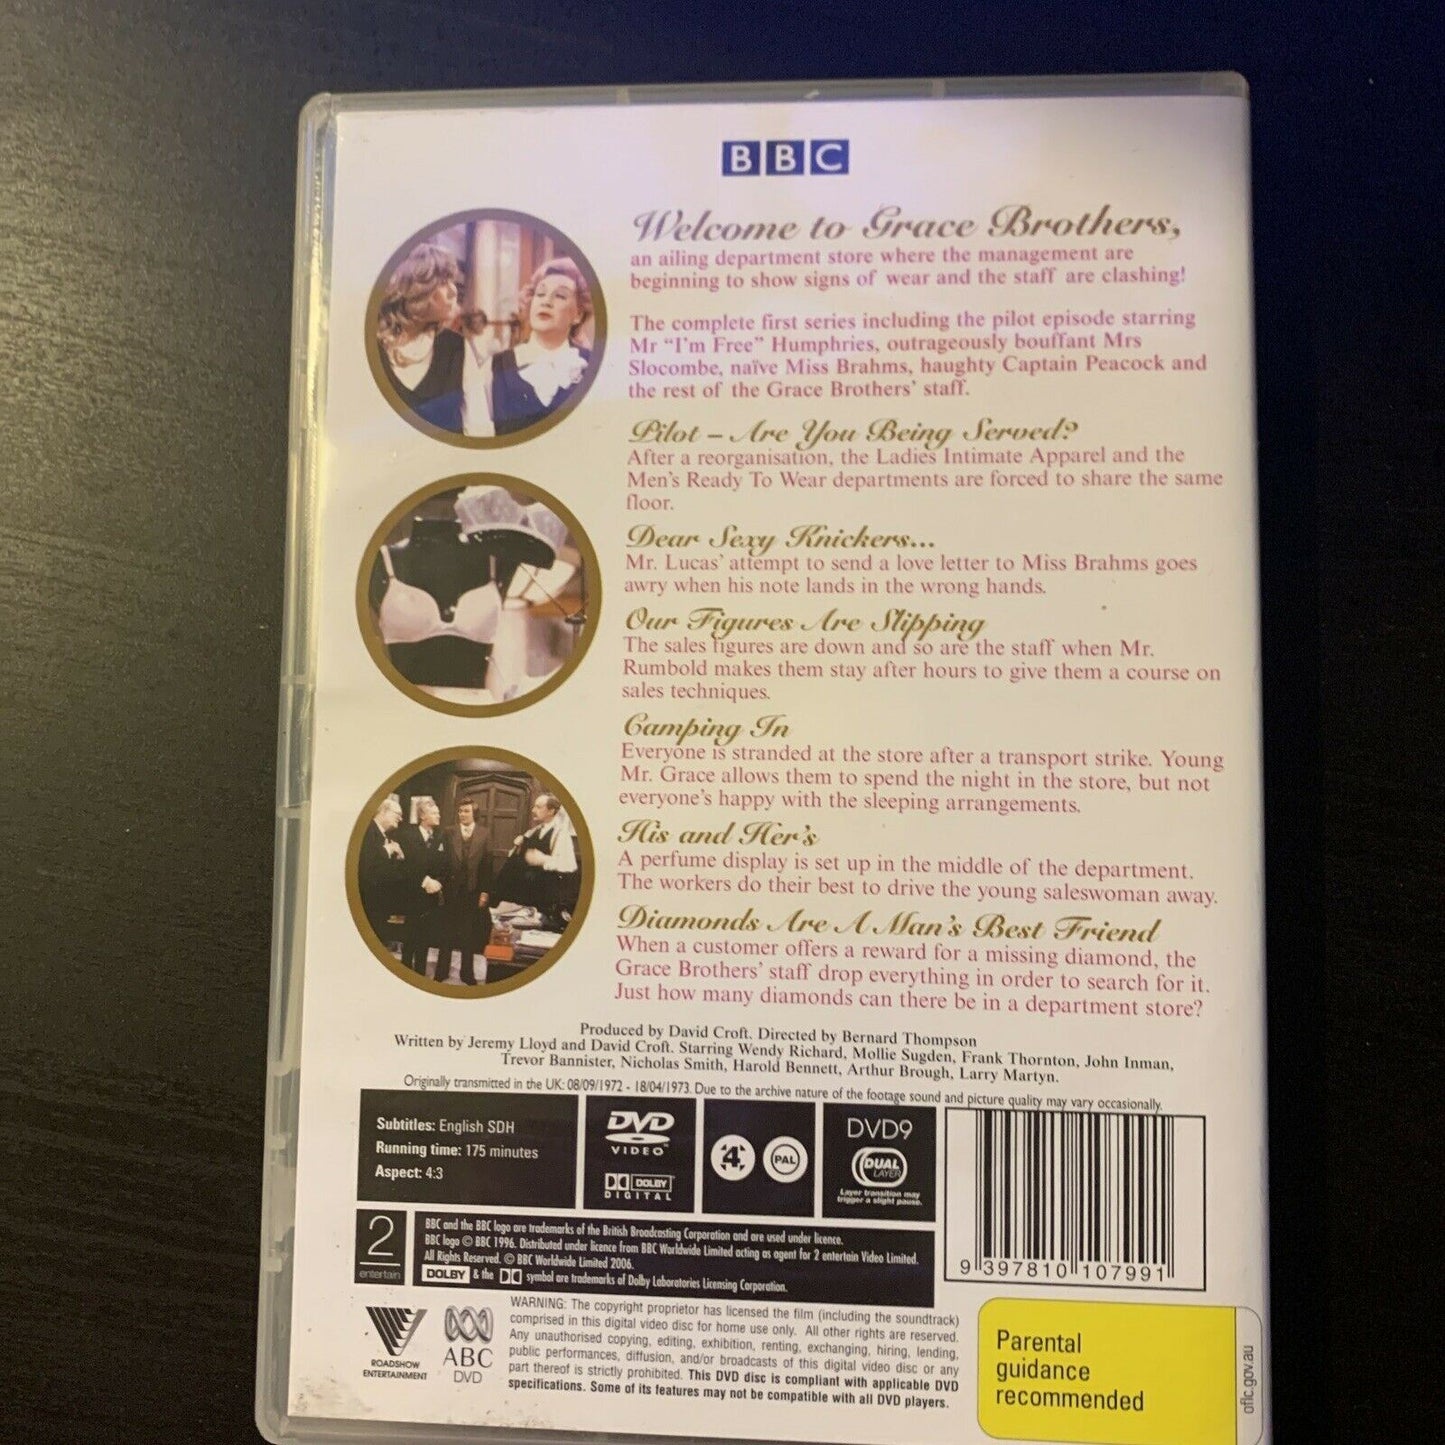 BBC
Welcome to Grace Brothers,
an ailing department store where the management are
beginning to show signs of wear and the staff are clashing!
The complete first series including the pilot episode starring
Mr “I'm Free” Humphries, outrageously bouffant Mrs
Slocombe, naïve Miss Brahms, haughty Captain Peacock and
the rest of the Grace Brothers' staff.
Pilot – Are You Being Served?
After a reorganisation, the Ladies Intimate Apparel and the
Men's Ready To Wear departments are forced to share the same
floor.
Dear Sexy Knickers...
Mr. Lucas' attempt to send a love letter to Miss Brahms goes
awry when his note lands in the wrong hands.
Our Figures Are Slipping
The sales figures are down and so are the staff when Mr.
Rumbold makes them stay after hours to give them a course on
sales techniques.
Camping In
Everyone is stranded at the store after a transport strike. Young
Mr. Grace allows them to spend the night in the store, but not
everyone's happy with the sleeping arrangements.
His and Her's
A perfume display is set up in the middle of the department.
The workers do their best to drive the young saleswoman away.
Diamonds Are A Man's Best Friend
When a customer offers a reward for a missing diamond, the
Grace Brothers' staff drop everything in order to search for it.
Just how many diamonds can there be in a department store?
Produced by David Croft. Directed by Bernard Thompson
Written by Jeremy Lloyd and David Croft. Starring Wendy Richard, Mollie Sugden, Frank Thornton, John Inman,
Trevor Bannister, Nicholas Smith, Harold Bennett, Arthur Brough, Larry Martyn.
Originally transmitted in the UK: 08/09/1972 - 18/04/1973. Due to the archive nature of the footage sound and picture quality may vary occasionally.
Subtitles: English SDH
Running time: 175 minutes
Aspect: 4:3
DVD
VIDEO
DOLBY
DIGITAL
4
PAL
DVD9
DUAL
LAYER
Layer transition may
trigger a slight pause.
9 397810 107991
2
entertain
BBC and the BBC logo are trademarks of the British Broadcasting Corporation and are used under licence.
BBC logo © BBC 1996. Distributed under licence from BBC Worldwide Limited acting as agent for 2 entertain Video Limited.
All Rights Reserved. © BBC Worldwide Limited 2006.
DOLBY & the DD symbol are trademarks of Dolby Laboratories Licensing Corporation.
ROADSHOW
ENTERTAINMENT
ABC
DVD
WARNING: The copyright proprietor has licensed the film (including the soundtrack)
comprised in this digital video disc for home use only. All other rights are reserved.
Any unauthorised copying, editing, exhibition, renting, exchanging, hiring, lending,
public performances, diffusion, and/or broadcasts of this digital video disc or any
part thereof is strictly prohibited. This DVD disc is compliant with applicable DVD
specifications. Some of its features may not be compatible with all DVD players.
Parental
guidance
recommended
oflc.gov.au